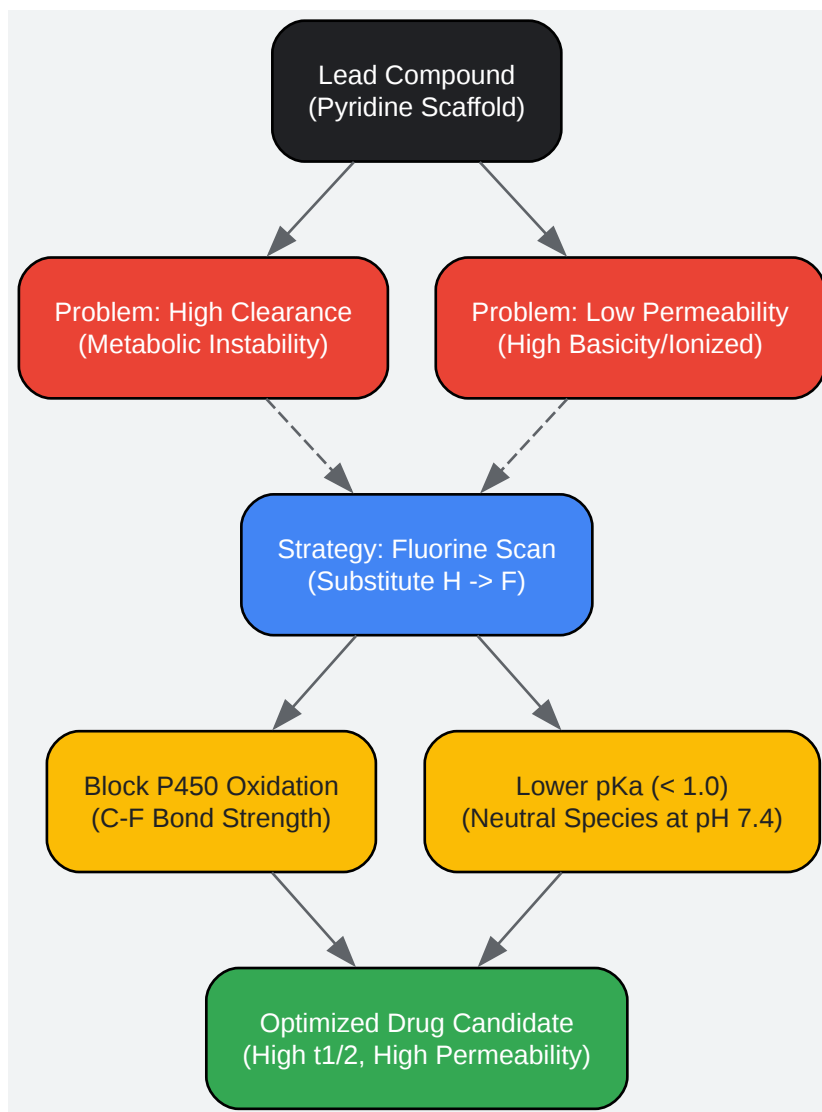 Lead Compound
(Pyridine Scaffold)
Problem: High Clearance
(Metabolic Instability)
Problem: Low Permeability
(High Basicity/Ionized)
Strategy: Fluorine Scan
(Substitute H -> F)
Block P450 Oxidation
(C-F Bond Strength)
Lower pKa (< 1.0)
(Neutral Species at pH 7.4)
Optimized Drug Candidate
(High t1/2, High Permeability)